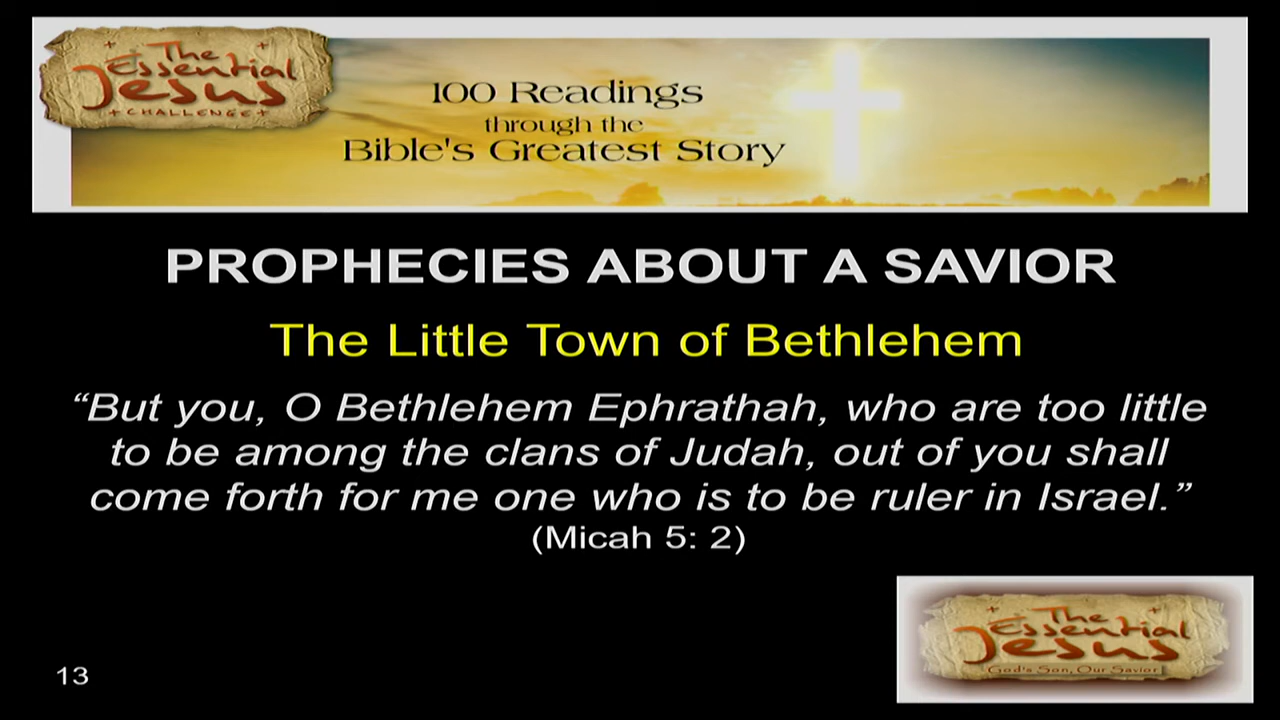 The
Essential
Jesus
CHALLENGE
100 Readings
through the
Bible's Greatest Story
PROPHECIES ABOUT A SAVIOR
The Little Town of Bethlehem
“But you, O Bethlehem Ephrathah, who are too little
to be among the clans of Judah, out of you shall
come forth for me one who is to be ruler in Israel.”
(Micah 5: 2)
The
Essential
Jesus
God's Son, Our Savior
13